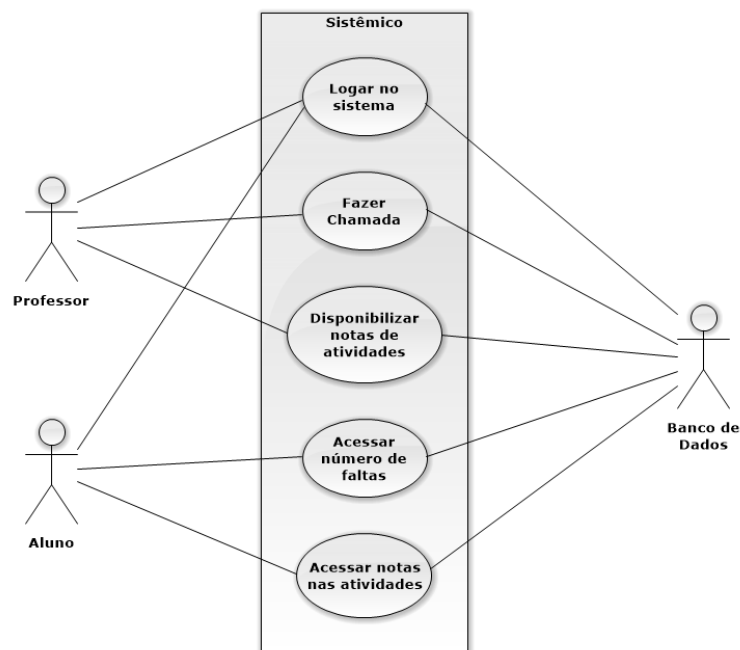 Sistêmico
Logar no
sistema
Fazer
Chamada
Professor
Disponibilizar
notas de
atividades
Banco de
Dados
Acessar
número de
faltas
Aluno
Acessar notas
nas atividades